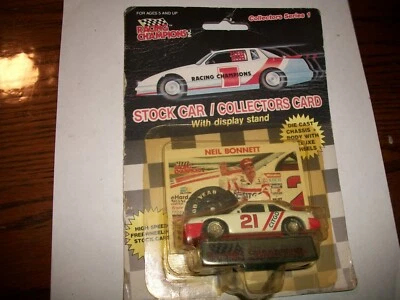 FOR AGES 5 AND UP
Collectors Series 1
RACING
CHAMPIONS
RACING CHAMPIONS
1
STOCK CAR / COLLECTORS CARD
With display stand
DIE-CAST
CHASSIS +
BODY WITH
WHEELS
NEIL BONNETT
21
CITGO
HIGH SPEED
FREE-WHEELING
STOCK CAR